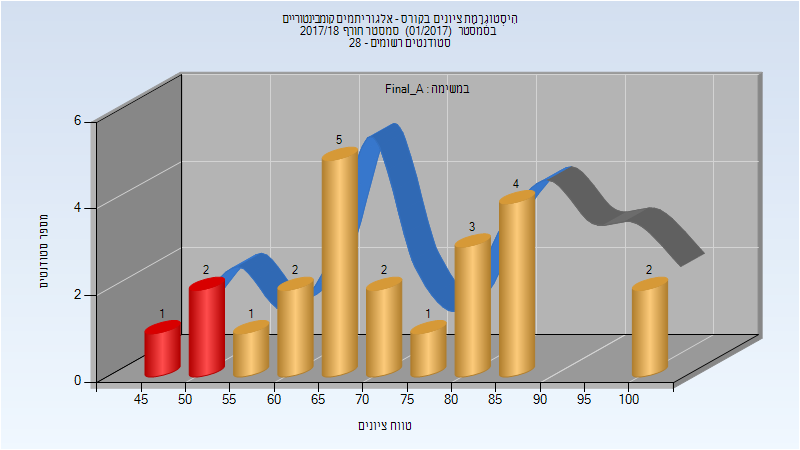 היסטוגרמת ציונים בקורס - אלגוריתמים קומבינטוריים
בסמסטר (01/2017) סמסטר חורף 2017/18
סטודנטים רשומים - 28
במשימה : Final_A
מספר סטודנטים
6
4
2
0
1
2
1
2
5
2
1
3
4
2
45 50 55 60 65 70 75 80 85 90 95 100
טווח ציונים